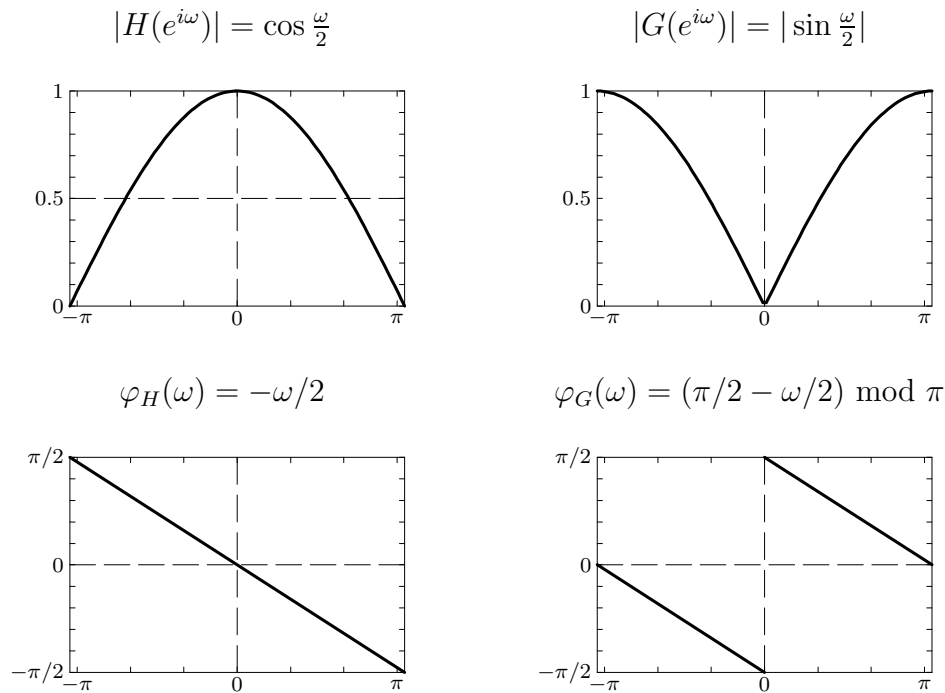 |H(e^{iω})| = cos ω/2
|G(e^{iω})| = | sin ω/2|
1
0.5
0
−π
0
π
1
0.5
0
−π
0
π
φ_H(ω) = −ω/2
φ_G(ω) = (π/2 − ω/2) mod π
π/2
0
−π/2
−π
0
π
π/2
0
−π/2
−π
0
π